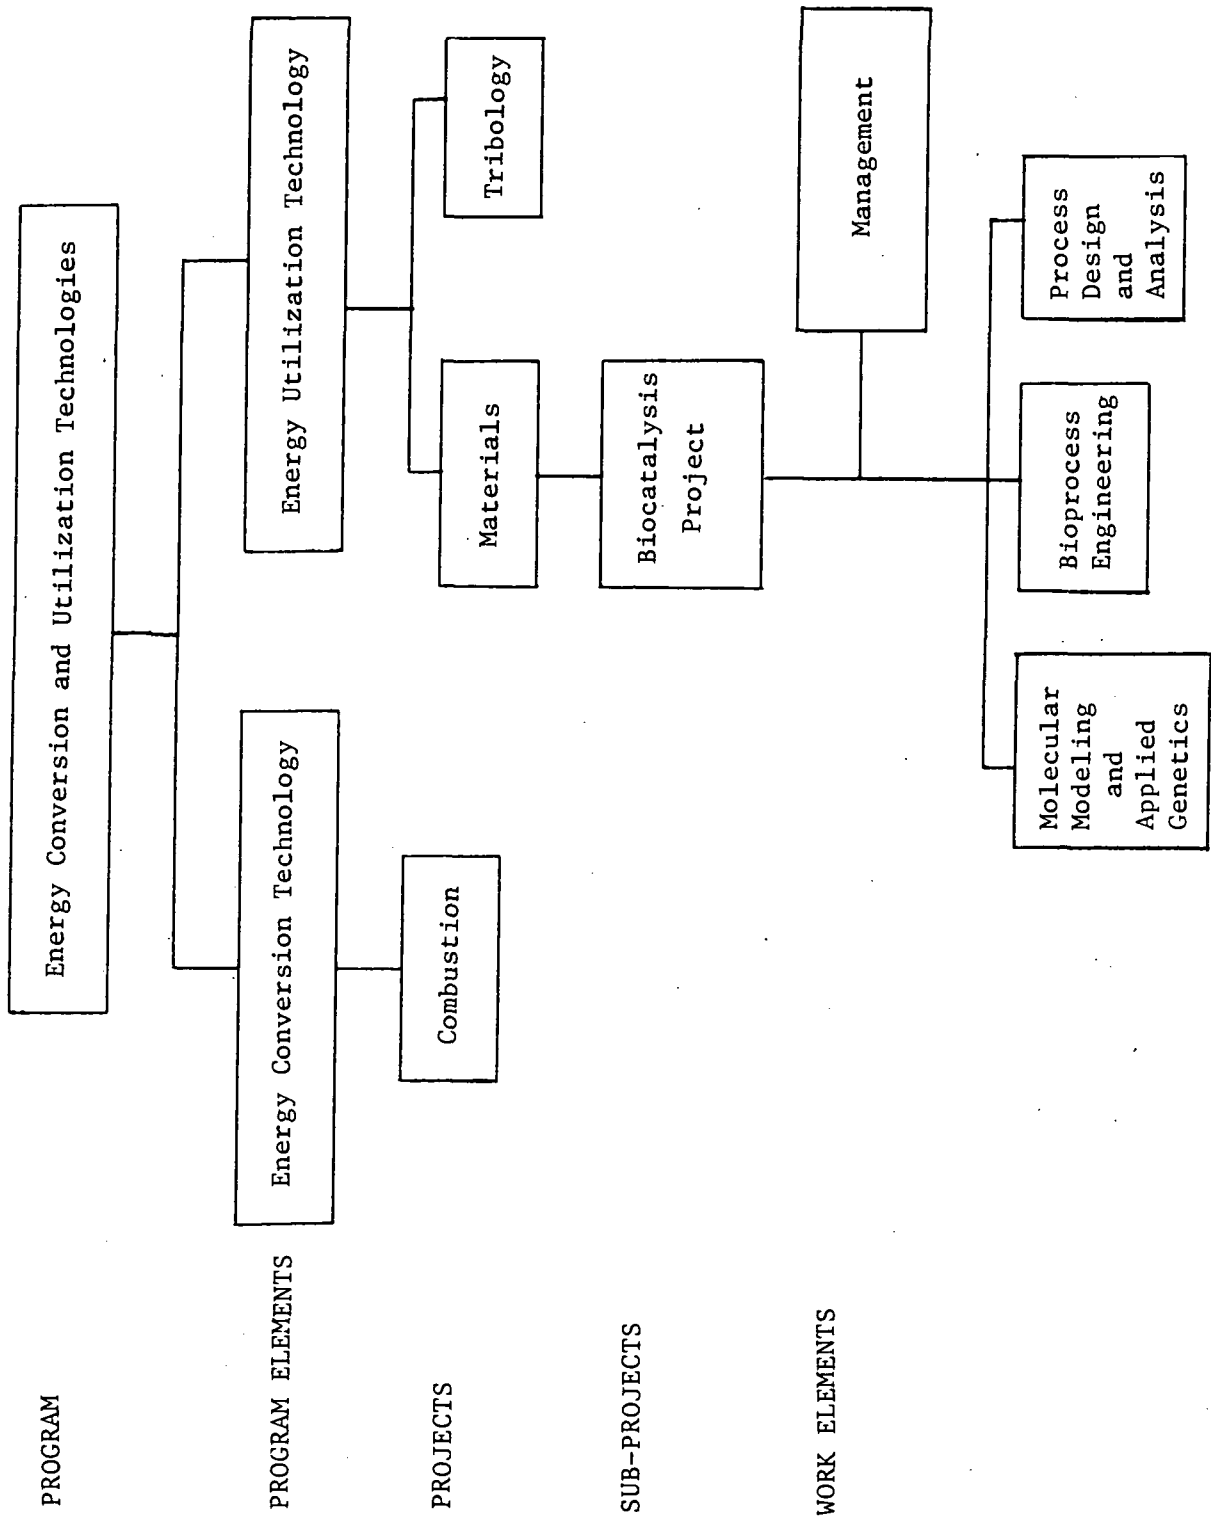 PROGRAM
Energy Conversion and Utilization Technologies
PROGRAM ELEMENTS
Energy Conversion Technology
Energy Utilization Technology
PROJECTS
Combustion
Materials
Tribology
SUB-PROJECTS
Biocatalysis
Project
WORK ELEMENTS
Management
Molecular
Modeling
and
Applied
Genetics
Bioprocess
Engineering
Process
Design
and
Analysis